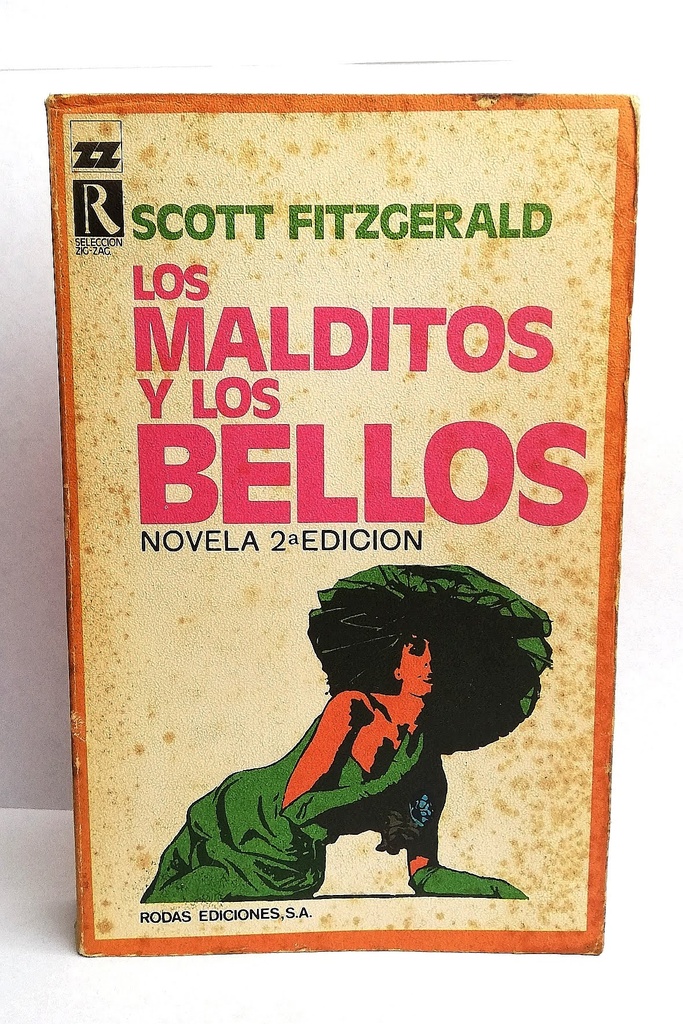 ZZ
R
SELECCION
ZIG-ZAG
SCOTT FITZGERALD
LOS
MALDITOS
Y LOS
BELLOS
NOVELA 2ª EDICION
RODAS EDICIONES, S.A.